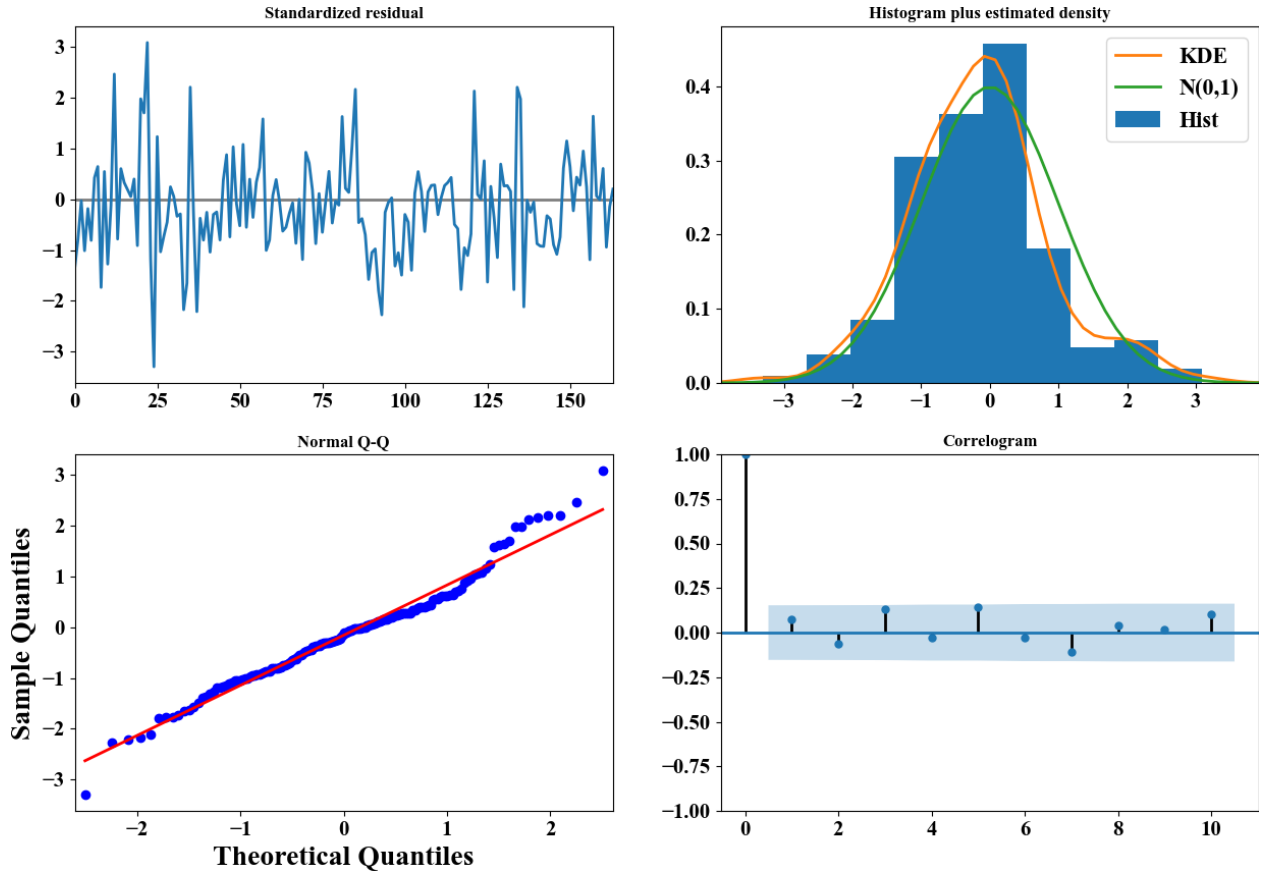 Standardized residual
3
2
1
0
−1
−2
−3
0 25 50 75 100 125 150
Histogram plus estimated density
KDE
N(0,1)
Hist
0.4
0.3
0.2
0.1
0.0
−3 −2 −1 0 1 2 3
Normal Q-Q
3
2
1
0
−1
−2
−3
Sample Quantiles
−2 −1 0 1 2
Theoretical Quantiles
Correlogram
1.00
0.75
0.50
0.25
0.00
−0.25
−0.50
−0.75
−1.00
0 2 4 6 8 10